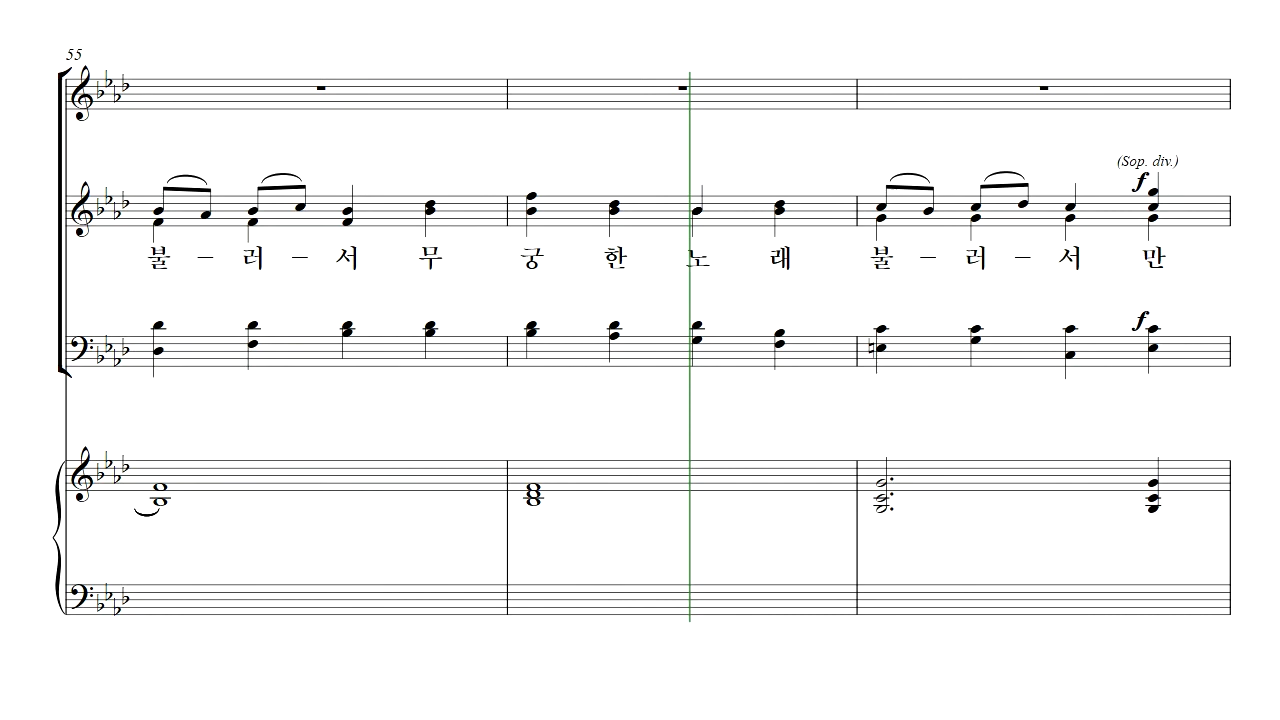 55
(Sop. div.)
f
불 – 러 – 서 무 궁 한 노 래 불 – 러 – 서 만
f